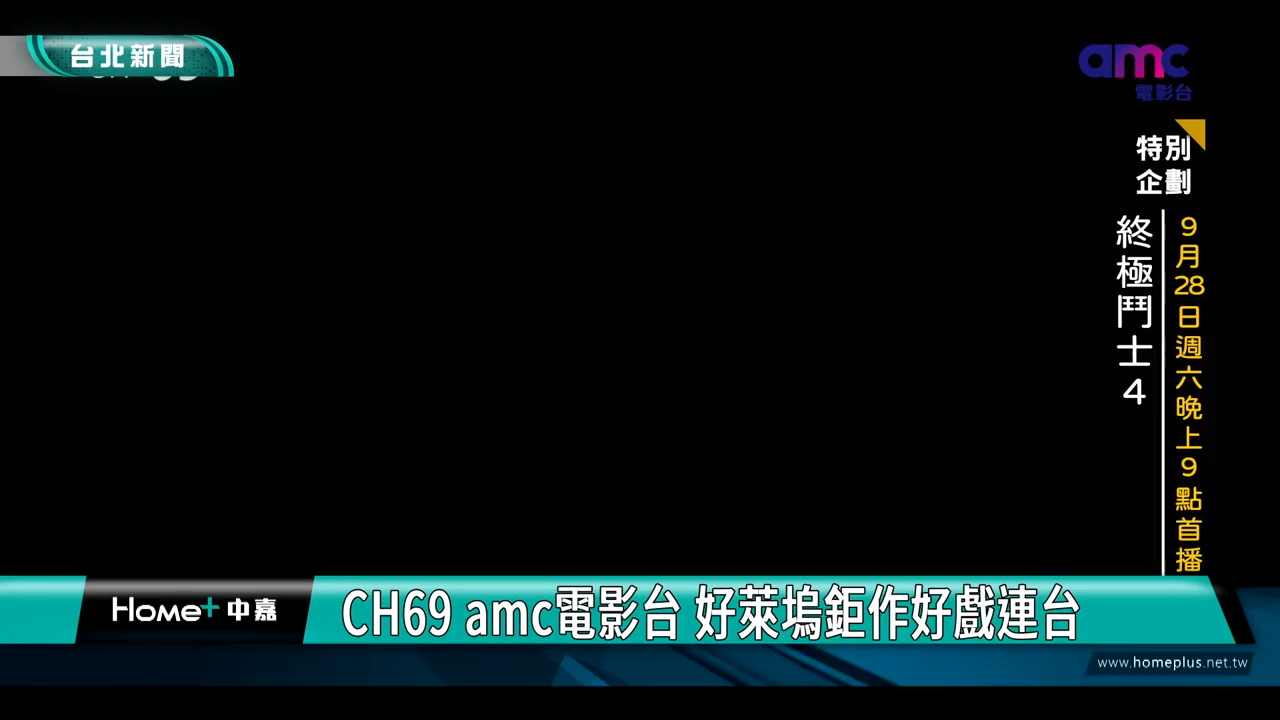 台北新聞
amc
電影台
特別
企劃
終極鬥士4
9月28日週六晚上9點首播
Home+中嘉
CH69 amc電影台 好萊塢鉅作好戲連台
www.homeplus.net.tw